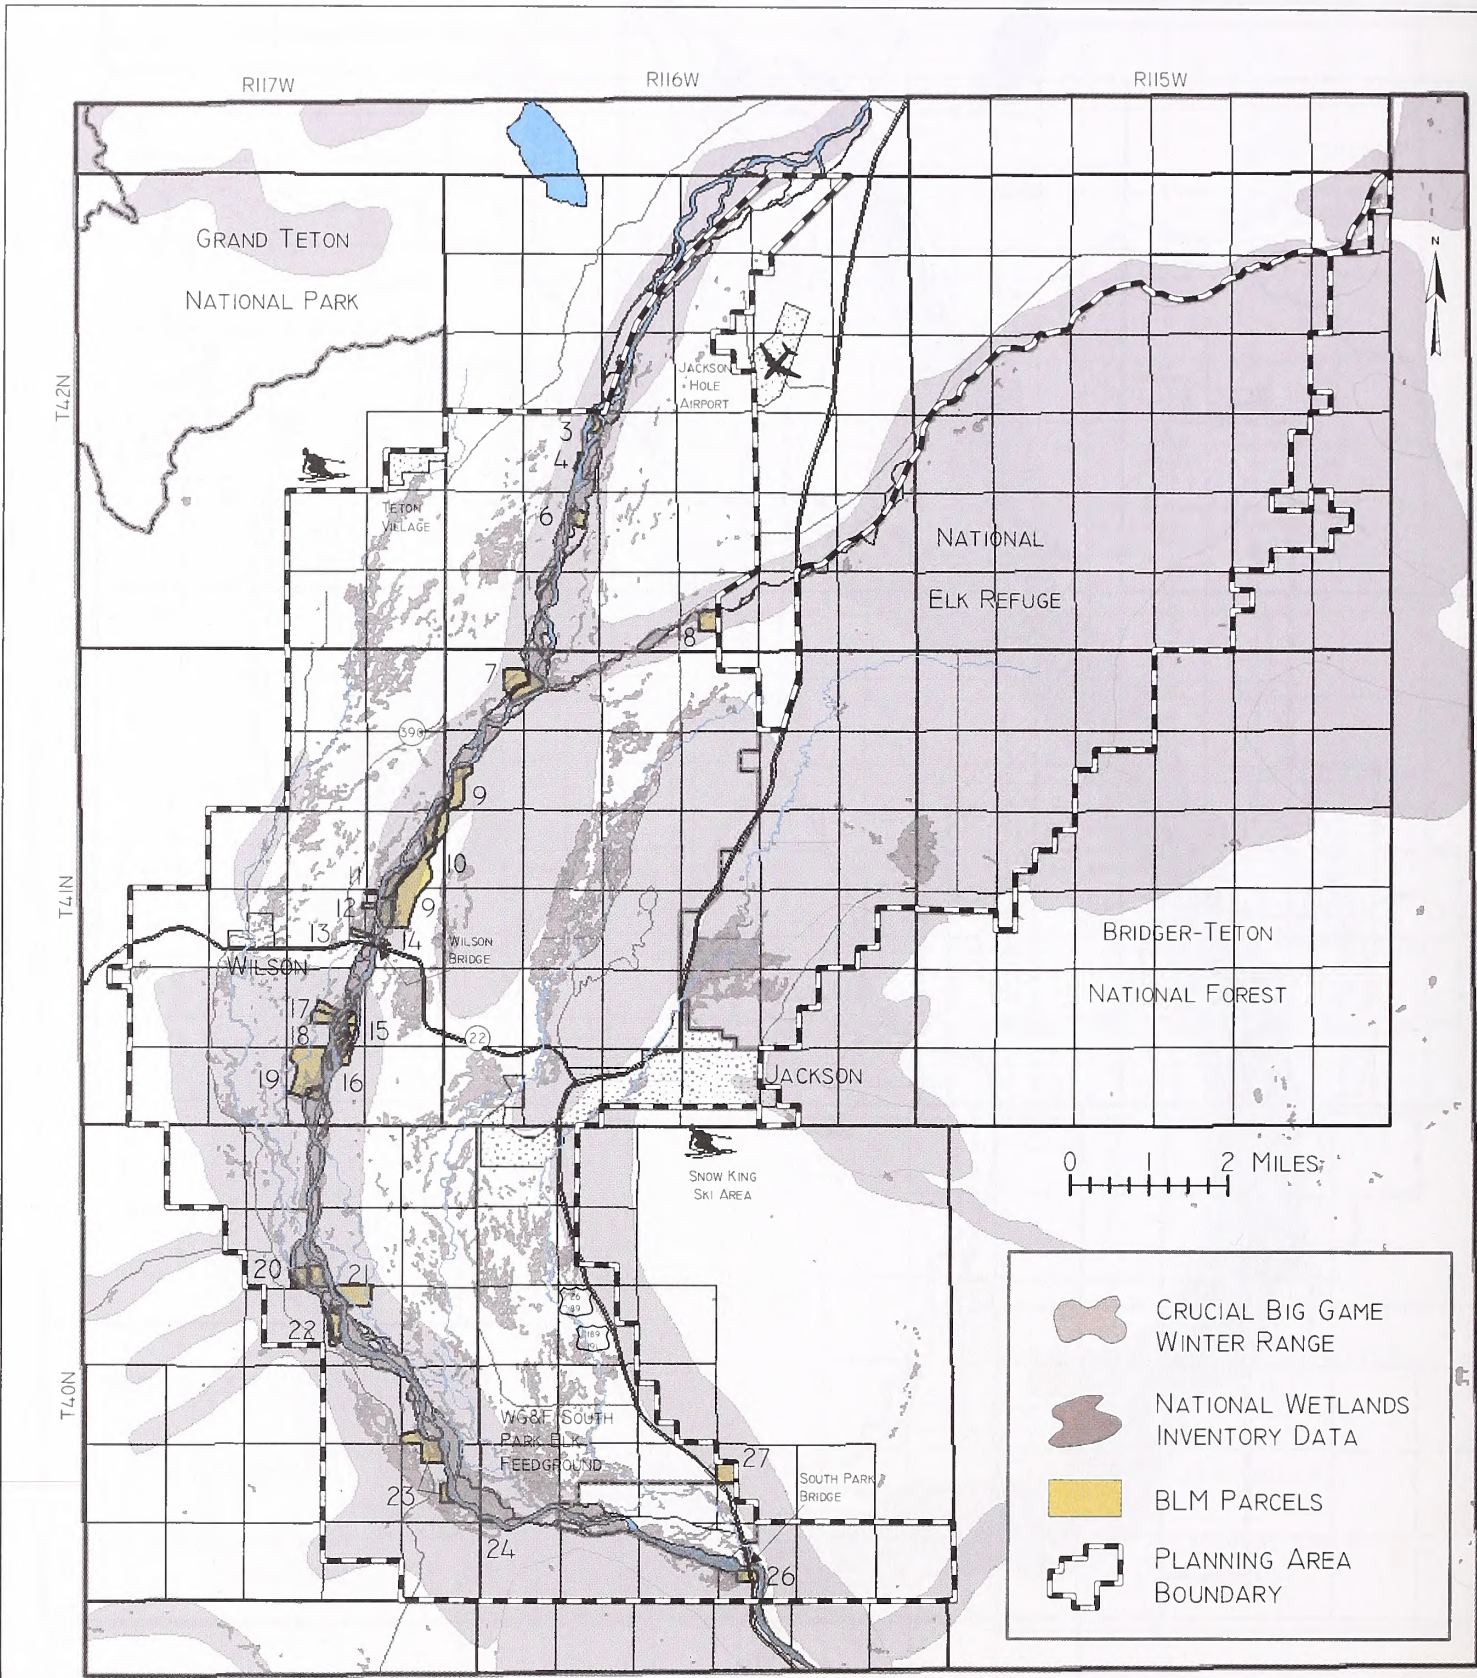 R117W
R116W
R115W
GRAND TETON
NATIONAL PARK
N
JACKSON
HOLE
AIRPORT
T42N
3
4
TETON
VILLAGE
6
NATIONAL
ELK REFUGE
8
7
390
9
10
T41N
11
12
9
13
14
WILSON
BRIDGE
WILSON
BRIDGER-TETON
NATIONAL FOREST
17
18
15
22
19
16
JACKSON
SNOW KING
SKI AREA
0 1 2 MILES
20
21
22
26
89
189
191
T40N
WG&F SOUTH
PARK ELK
FEEDGROUND
27
SOUTH PARK
BRIDGE
23
24
26
CRUCIAL BIG GAME
WINTER RANGE
NATIONAL WETLANDS
INVENTORY DATA
BLM PARCELS
PLANNING AREA
BOUNDARY